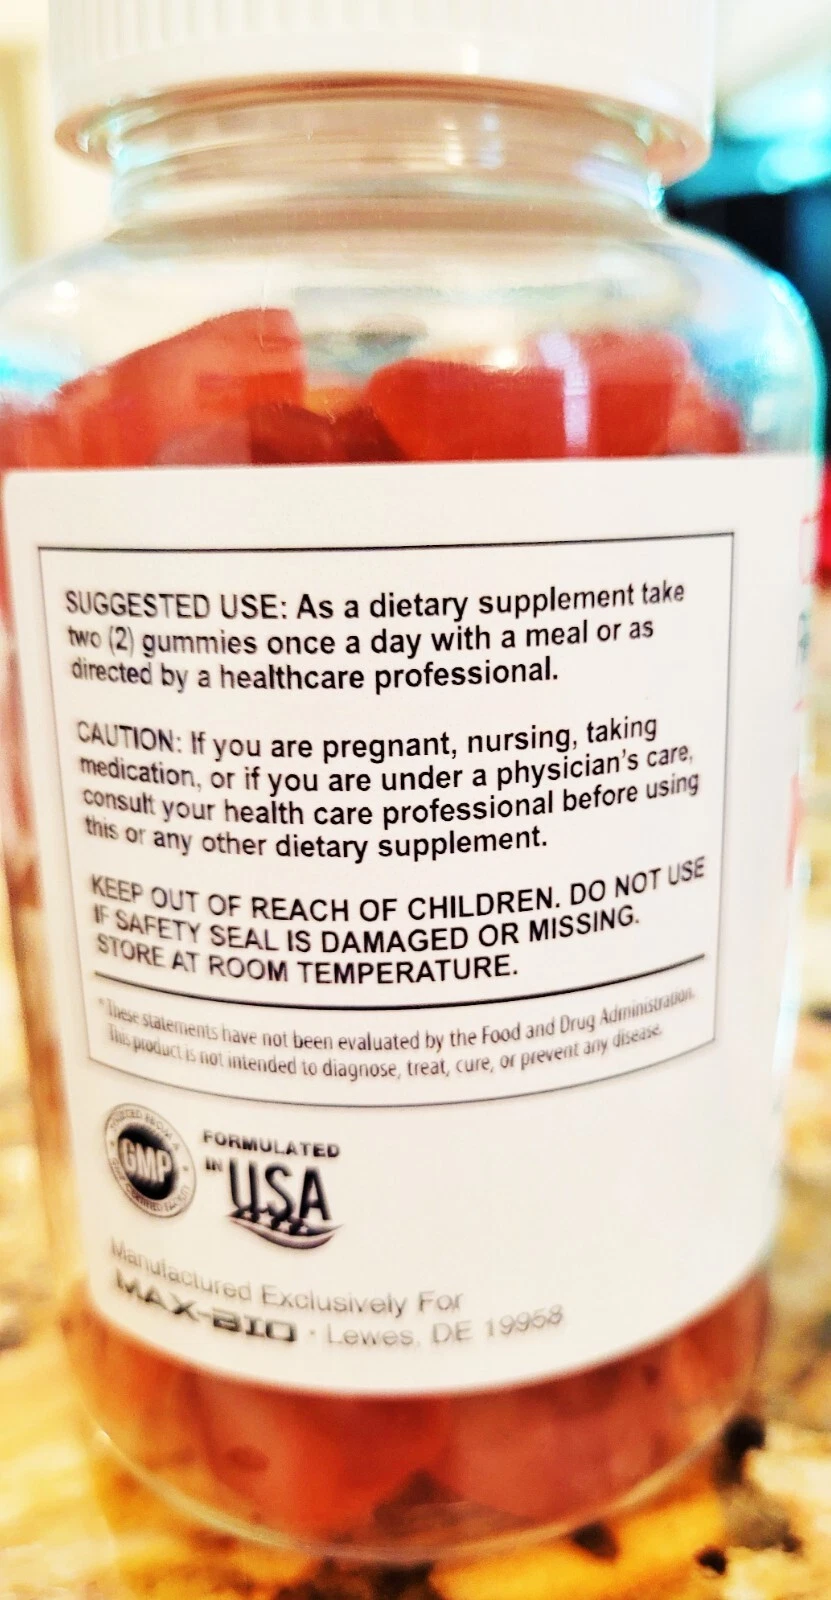 SUGGESTED USE: As a dietary supplement take
two (2) gummies once a day with a meal or as
directed by a healthcare professional.
CAUTION: If you are pregnant, nursing, taking
medication, or if you are under a physician's care,
consult your health care professional before using
this or any other dietary supplement.
KEEP OUT OF REACH OF CHILDREN. DO NOT USE
IF SAFETY SEAL IS DAMAGED OR MISSING.
STORE AT ROOM TEMPERATURE.
*These statements have not been evaluated by the Food and Drug Administration.
This product is not intended to diagnose, treat, cure, or prevent any disease.
GMP
FORMULATED
IN USA
Manufactured Exclusively For
MAX-BIO · Lewes, DE 19958